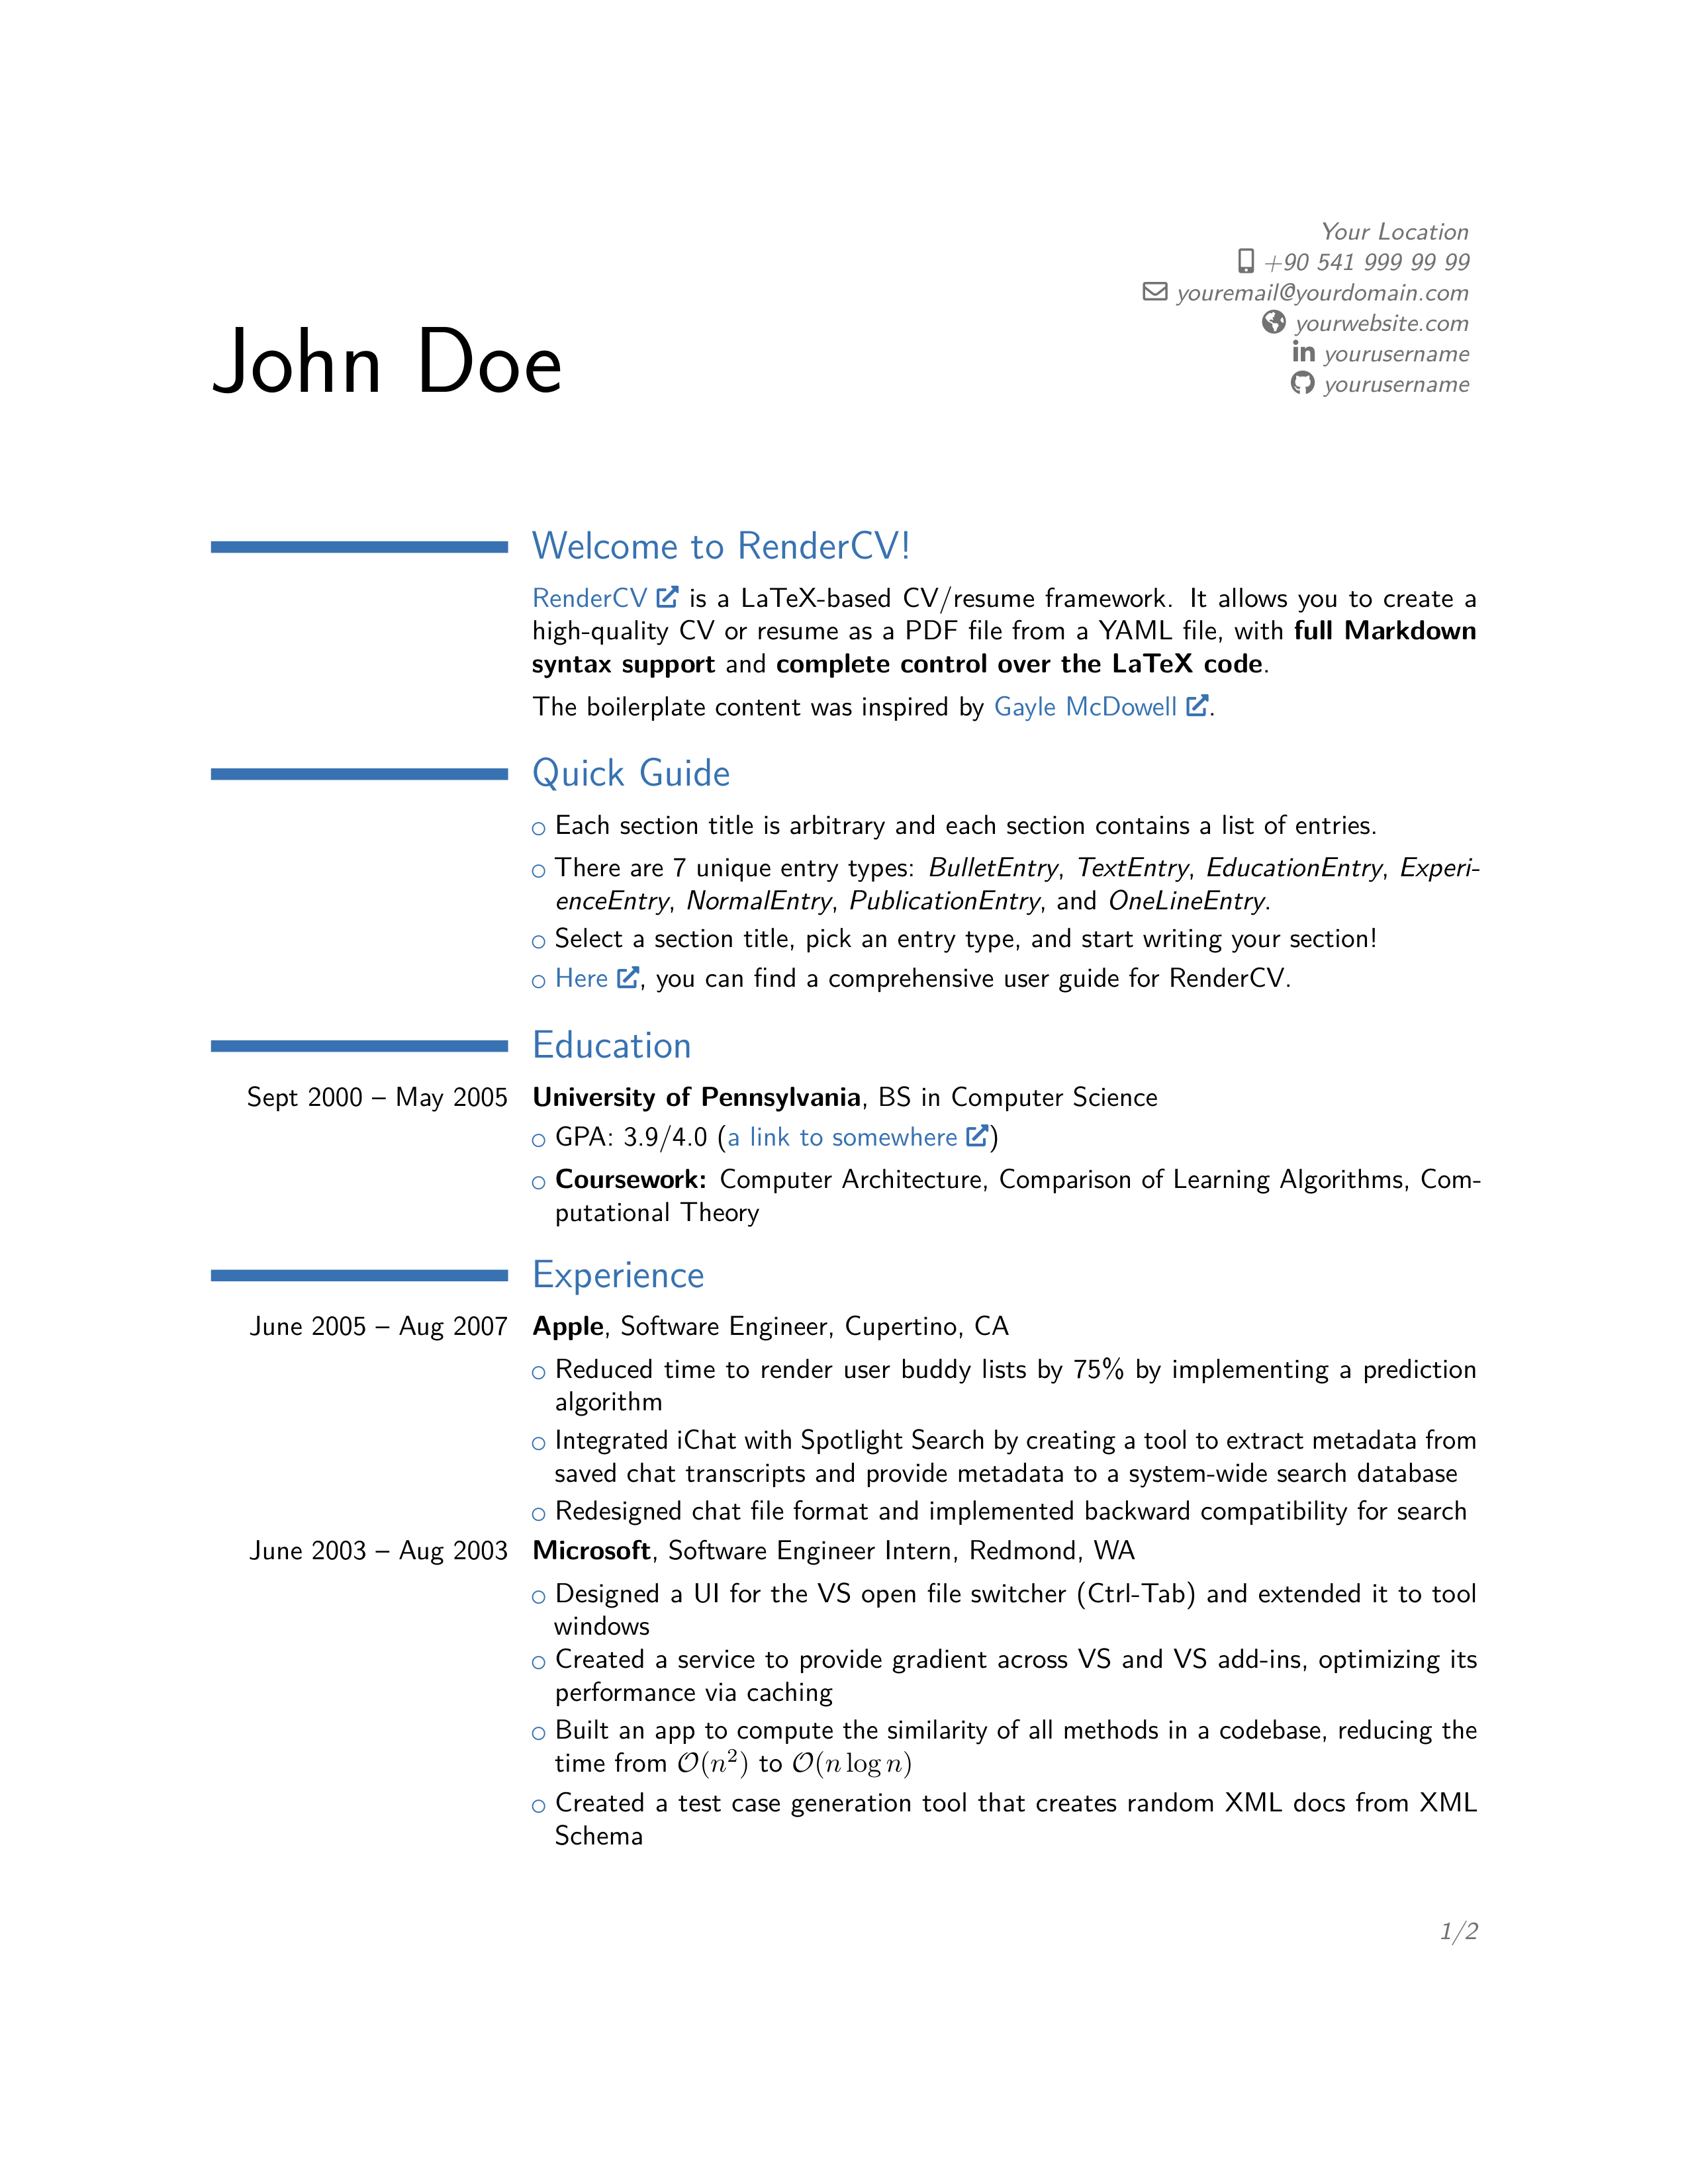 Your Location
+90 541 999 99 99
youremail@yourdomain.com
yourwebsite.com
yourusername
yourusername
John Doe
Welcome to RenderCV!
RenderCV is a LaTeX-based CV/resume framework. It allows you to create a
high-quality CV or resume as a PDF file from a YAML file, with full Markdown
syntax support and complete control over the LaTeX code.
The boilerplate content was inspired by Gayle McDowell.
Quick Guide
○ Each section title is arbitrary and each section contains a list of entries.
○ There are 7 unique entry types: BulletEntry, TextEntry, EducationEntry, Experi-
enceEntry, NormalEntry, PublicationEntry, and OneLineEntry.
○ Select a section title, pick an entry type, and start writing your section!
○ Here, you can find a comprehensive user guide for RenderCV.
Education
Sept 2000 – May 2005 University of Pennsylvania, BS in Computer Science
○ GPA: 3.9/4.0 (a link to somewhere)
○ Coursework: Computer Architecture, Comparison of Learning Algorithms, Com-
putational Theory
Experience
June 2005 – Aug 2007 Apple, Software Engineer, Cupertino, CA
○ Reduced time to render user buddy lists by 75% by implementing a prediction
algorithm
○ Integrated iChat with Spotlight Search by creating a tool to extract metadata from
saved chat transcripts and provide metadata to a system-wide search database
○ Redesigned chat file format and implemented backward compatibility for search
June 2003 – Aug 2003 Microsoft, Software Engineer Intern, Redmond, WA
○ Designed a UI for the VS open file switcher (Ctrl-Tab) and extended it to tool
windows
○ Created a service to provide gradient across VS and VS add-ins, optimizing its
performance via caching
○ Built an app to compute the similarity of all methods in a codebase, reducing the
time from 𝒪(n²) to 𝒪(n log n)
○ Created a test case generation tool that creates random XML docs from XML
Schema
1/2